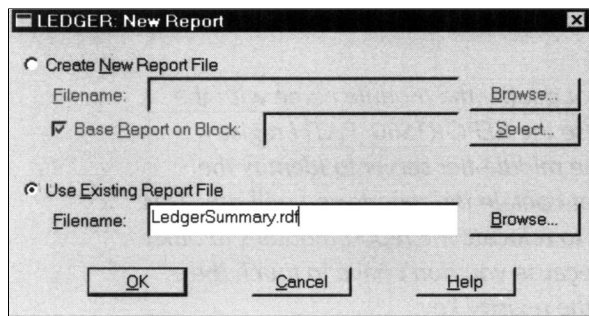 LEDGER: New Report
Create New Report File
Filename:
Browse...
Base Report on Block:
Select...
Use Existing Report File
Filename:
LedgerSummary.rdf
Browse...
OK
Cancel
Help